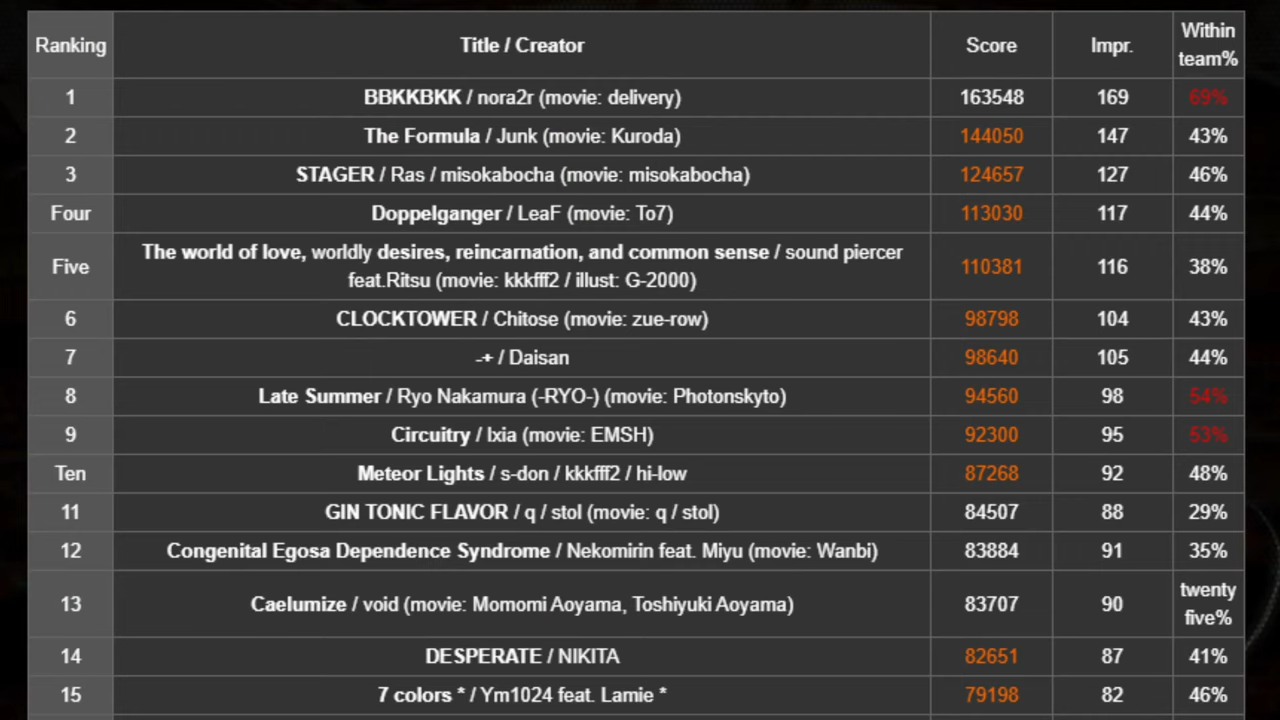 Ranking Title / Creator Score Impr. Within team%
1 BBKKBKK / nora2r (movie: delivery) 163548 169 69%
2 The Formula / Junk (movie: Kuroda) 144050 147 43%
3 STAGER / Ras / misokabocha (movie: misokabocha) 124657 127 46%
Four Doppelganger / LeaF (movie: To7) 113030 117 44%
Five The world of love, worldly desires, reincarnation, and common sense / sound piercer
feat.Ritsu (movie: kkkfff2 / illust: G-2000) 110381 116 38%
6 CLOCKTOWER / Chitose (movie: zue-row) 98798 104 43%
7 -+ / Daisan 98640 105 44%
8 Late Summer / Ryo Nakamura (-RYO-) (movie: Photonskyto) 94560 98 54%
9 Circuitry / Ixia (movie: EMSH) 92300 95 53%
Ten Meteor Lights / s-don / kkkfff2 / hi-low 87268 92 48%
11 GIN TONIC FLAVOR / q / stol (movie: q / stol) 84507 88 29%
12 Congenital Egosa Dependence Syndrome / Nekomirin feat. Miyu (movie: Wanbi) 83884 91 35%
13 Caelumize / void (movie: Momomi Aoyama, Toshiyuki Aoyama) 83707 90 twenty
five%
14 DESPERATE / NIKITA 82651 87 41%
15 7 colors * / Ym1024 feat. Lamie * 79198 82 46%